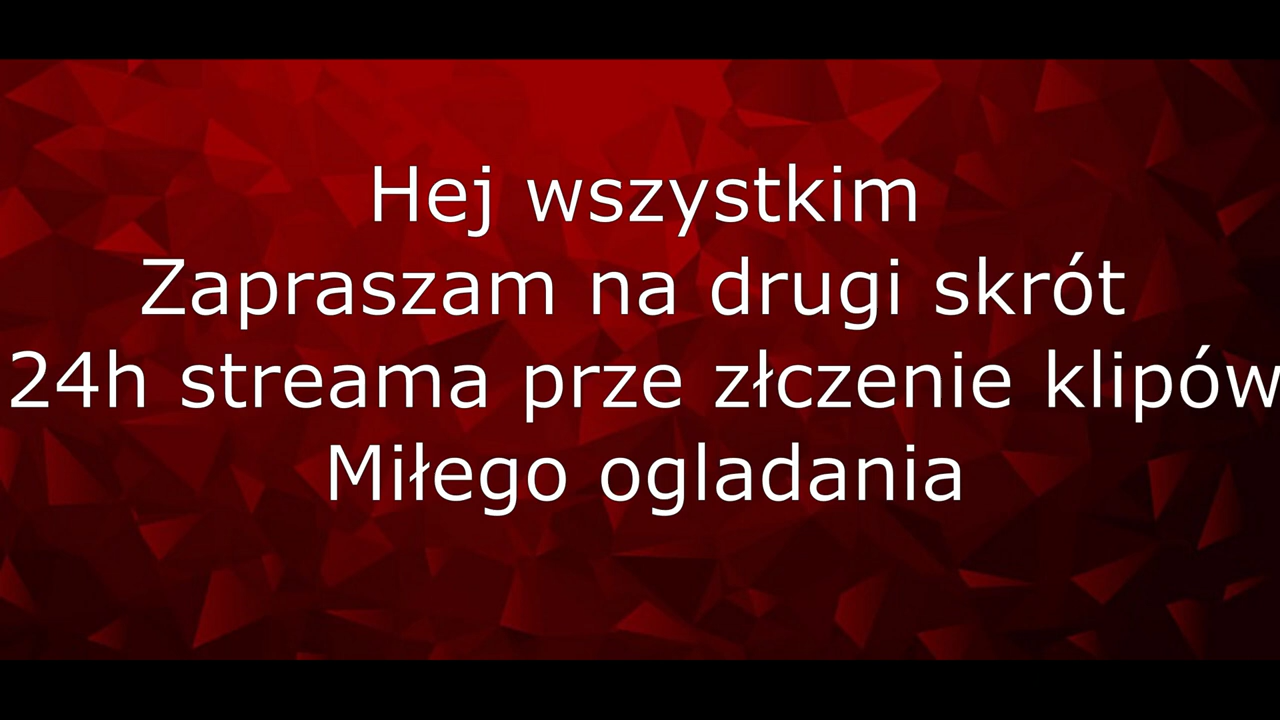 Hej wszystkim
Zapraszam na drugi skrót
24h streama prze złczenie klipów
Miłego ogladania